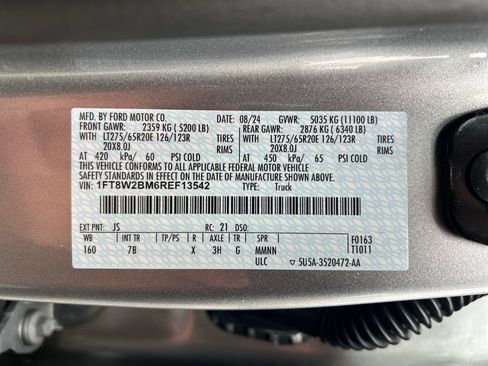 MFD. BY FORD MOTOR CO. 08/24 GVWR: 5035 KG (11100 LB)
FRONT GAWR: 2359 KG ( 5200 LB) REAR GAWR: 2876 KG ( 6340 LB)
WITH LT275/65R20E 126/123R TIRES WITH LT275/65R20E 126/123R TIRES
20X8.0J RIMS 20X8.0J RIMS
AT 420 kPa/ 60 PSI COLD AT 450 kPa/ 65 PSI COLD
THIS VEHICLE CONFORMS TO ALL APPLICABLE FEDERAL MOTOR VEHICLE
SAFETY STANDARDS IN EFFECT ON THE DATE OF MANUFACTURE SHOWN ABOVE.
VIN: 1FT8W2BM6REF13542 TYPE: Truck
EXT PNT: JS RC: 21 DSO:
WB INT TR TP/PS R AXLE TR SPR F0163
160 7B X 3H G MMNN T1011
ULC ▽ 5U5A-3520472-AA